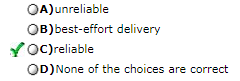 A)unreliable
B)best-effort delivery
C)reliable
D)None of the choices are correct